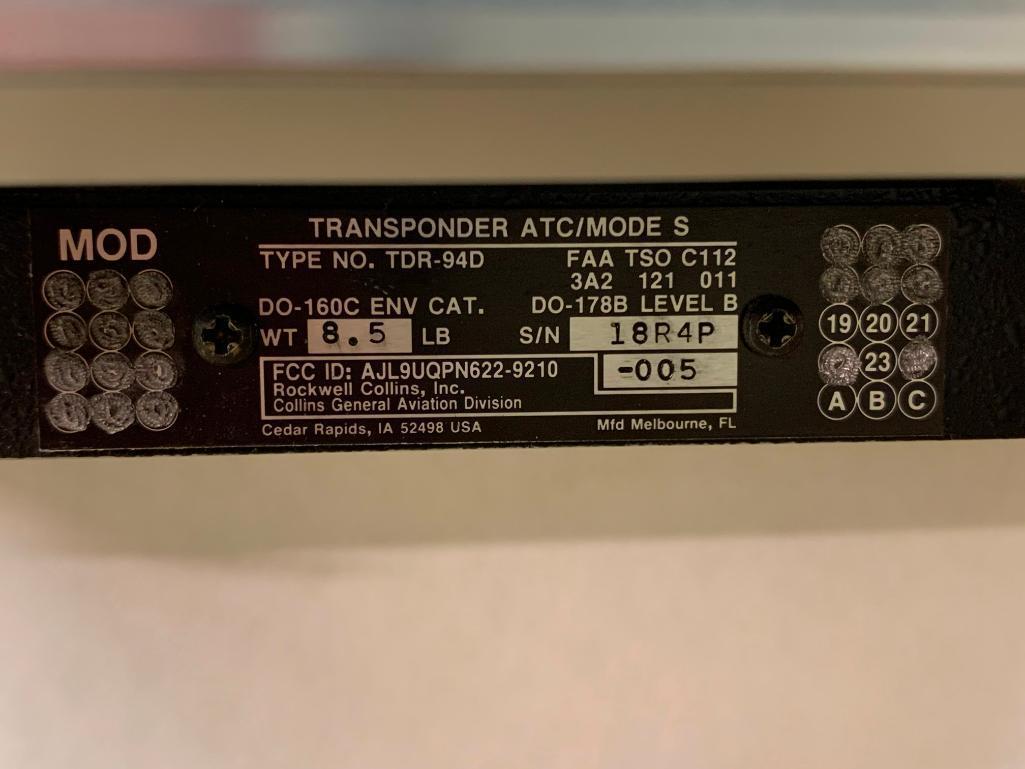 MOD
TRANSPONDER ATC/MODE S
TYPE NO. TDR-94D FAA TSO C112
3A2 121 011
DO-160C ENV CAT. DO-178B LEVEL B
WT 8.5 LB S/N 18R4P
FCC ID: AJL9UQPN622-9210 -005
Rockwell Collins, Inc.
Collins General Aviation Division
Cedar Rapids, IA 52498 USA Mfd Melbourne, FL
19 20 21
23
A B C